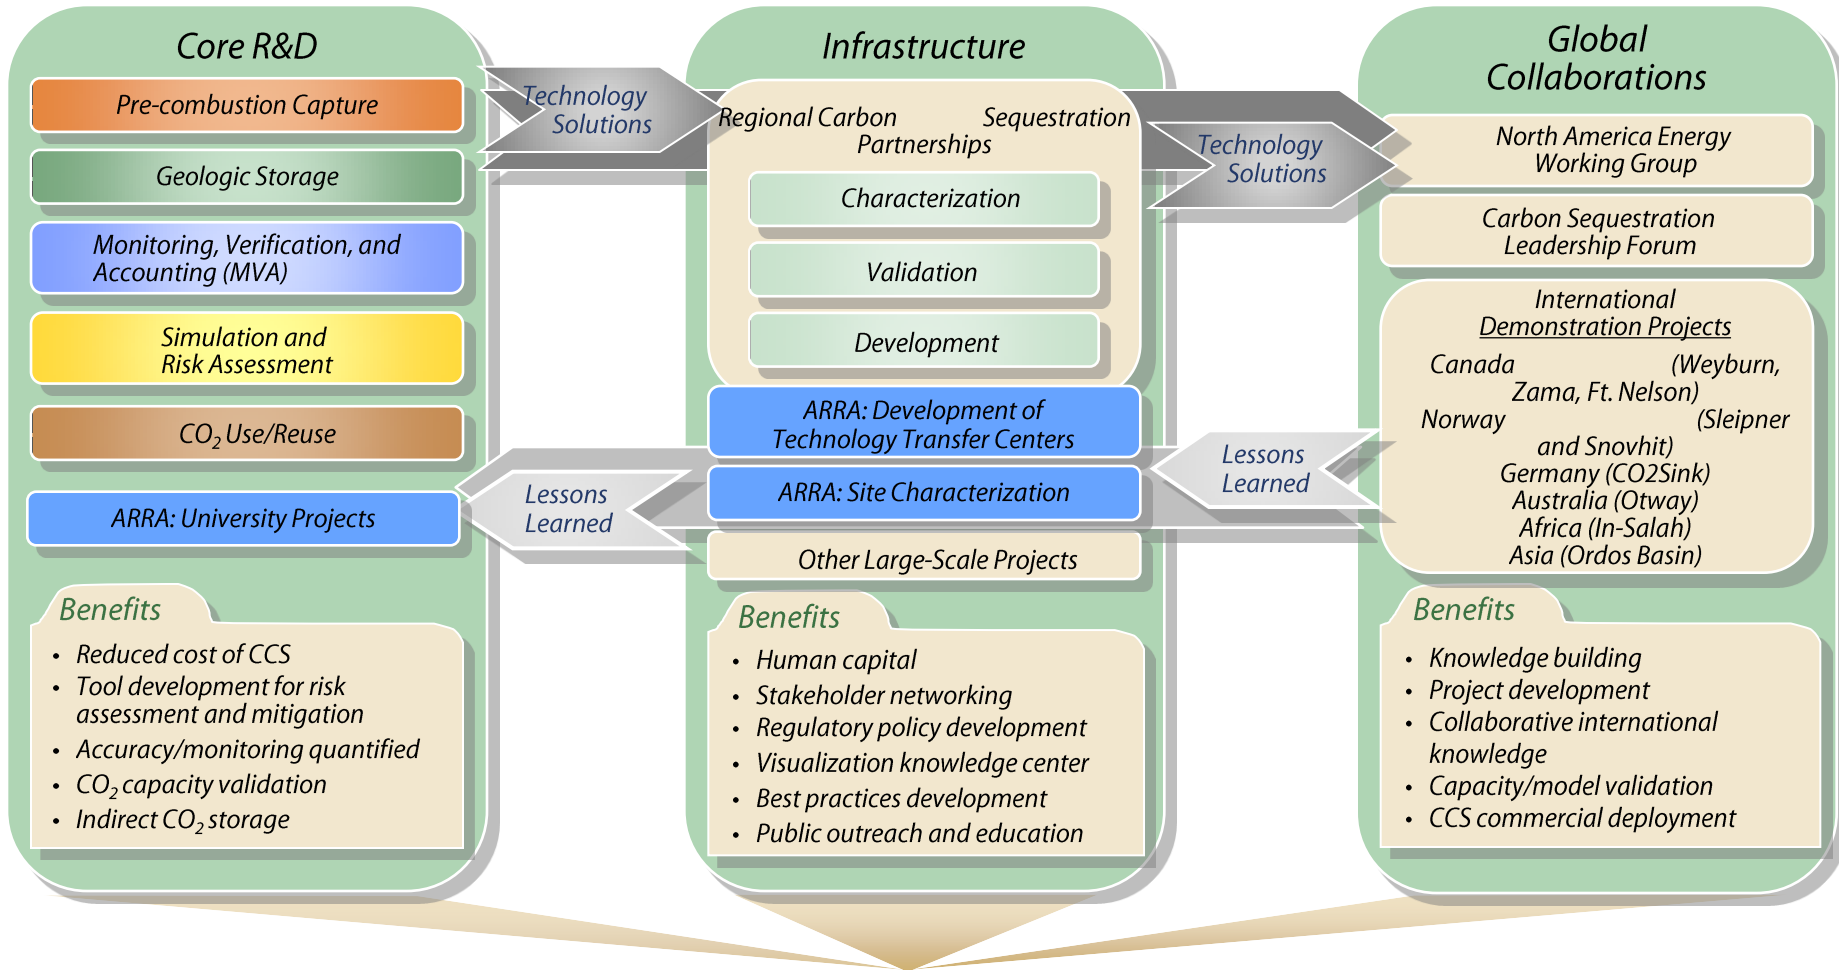 Core R&D
Pre-combustion Capture
Geologic Storage
Monitoring, Verification, and
Accounting (MVA)
Simulation and
Risk Assessment
CO2 Use/Reuse
ARRA: University Projects
Benefits
• Reduced cost of CCS
• Tool development for risk
assessment and mitigation
• Accuracy/monitoring quantified
• CO2 capacity validation
• Indirect CO2 storage
Technology
Solutions
Lessons
Learned
Infrastructure
Regional Carbon Sequestration
Partnerships
Characterization
Validation
Development
ARRA: Development of
Technology Transfer Centers
ARRA: Site Characterization
Other Large-Scale Projects
Benefits
• Human capital
• Stakeholder networking
• Regulatory policy development
• Visualization knowledge center
• Best practices development
• Public outreach and education
Technology
Solutions
Lessons
Learned
Global
Collaborations
North America Energy
Working Group
Carbon Sequestration
Leadership Forum
International
Demonstration Projects
Canada (Weyburn,
Zama, Ft. Nelson)
Norway (Sleipner
and Snovhit)
Germany (CO2Sink)
Australia (Otway)
Africa (In-Salah)
Asia (Ordos Basin)
Benefits
• Knowledge building
• Project development
• Collaborative international
knowledge
• Capacity/model validation
• CCS commercial deployment